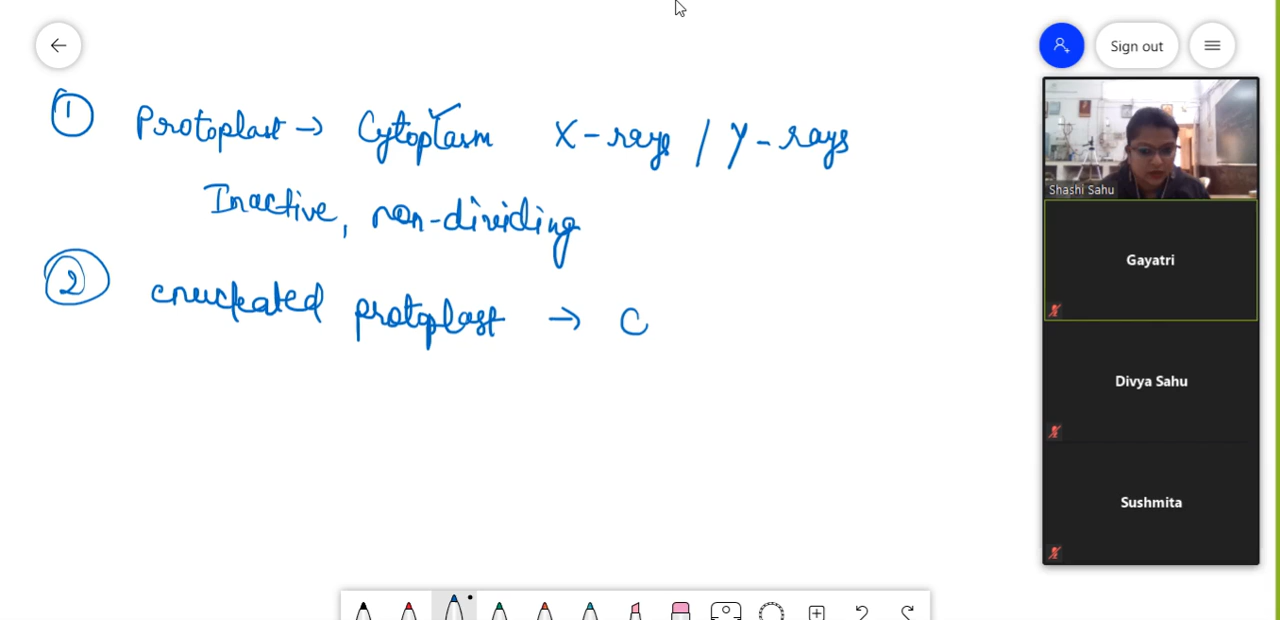 Sign out
① Protoplast → Cytoplasm X-rays / γ-rays
Inactive, non-dividing
② enucleated protoplast → C
Shashi Sahu
Gayatri
Divya Sahu
Sushmita